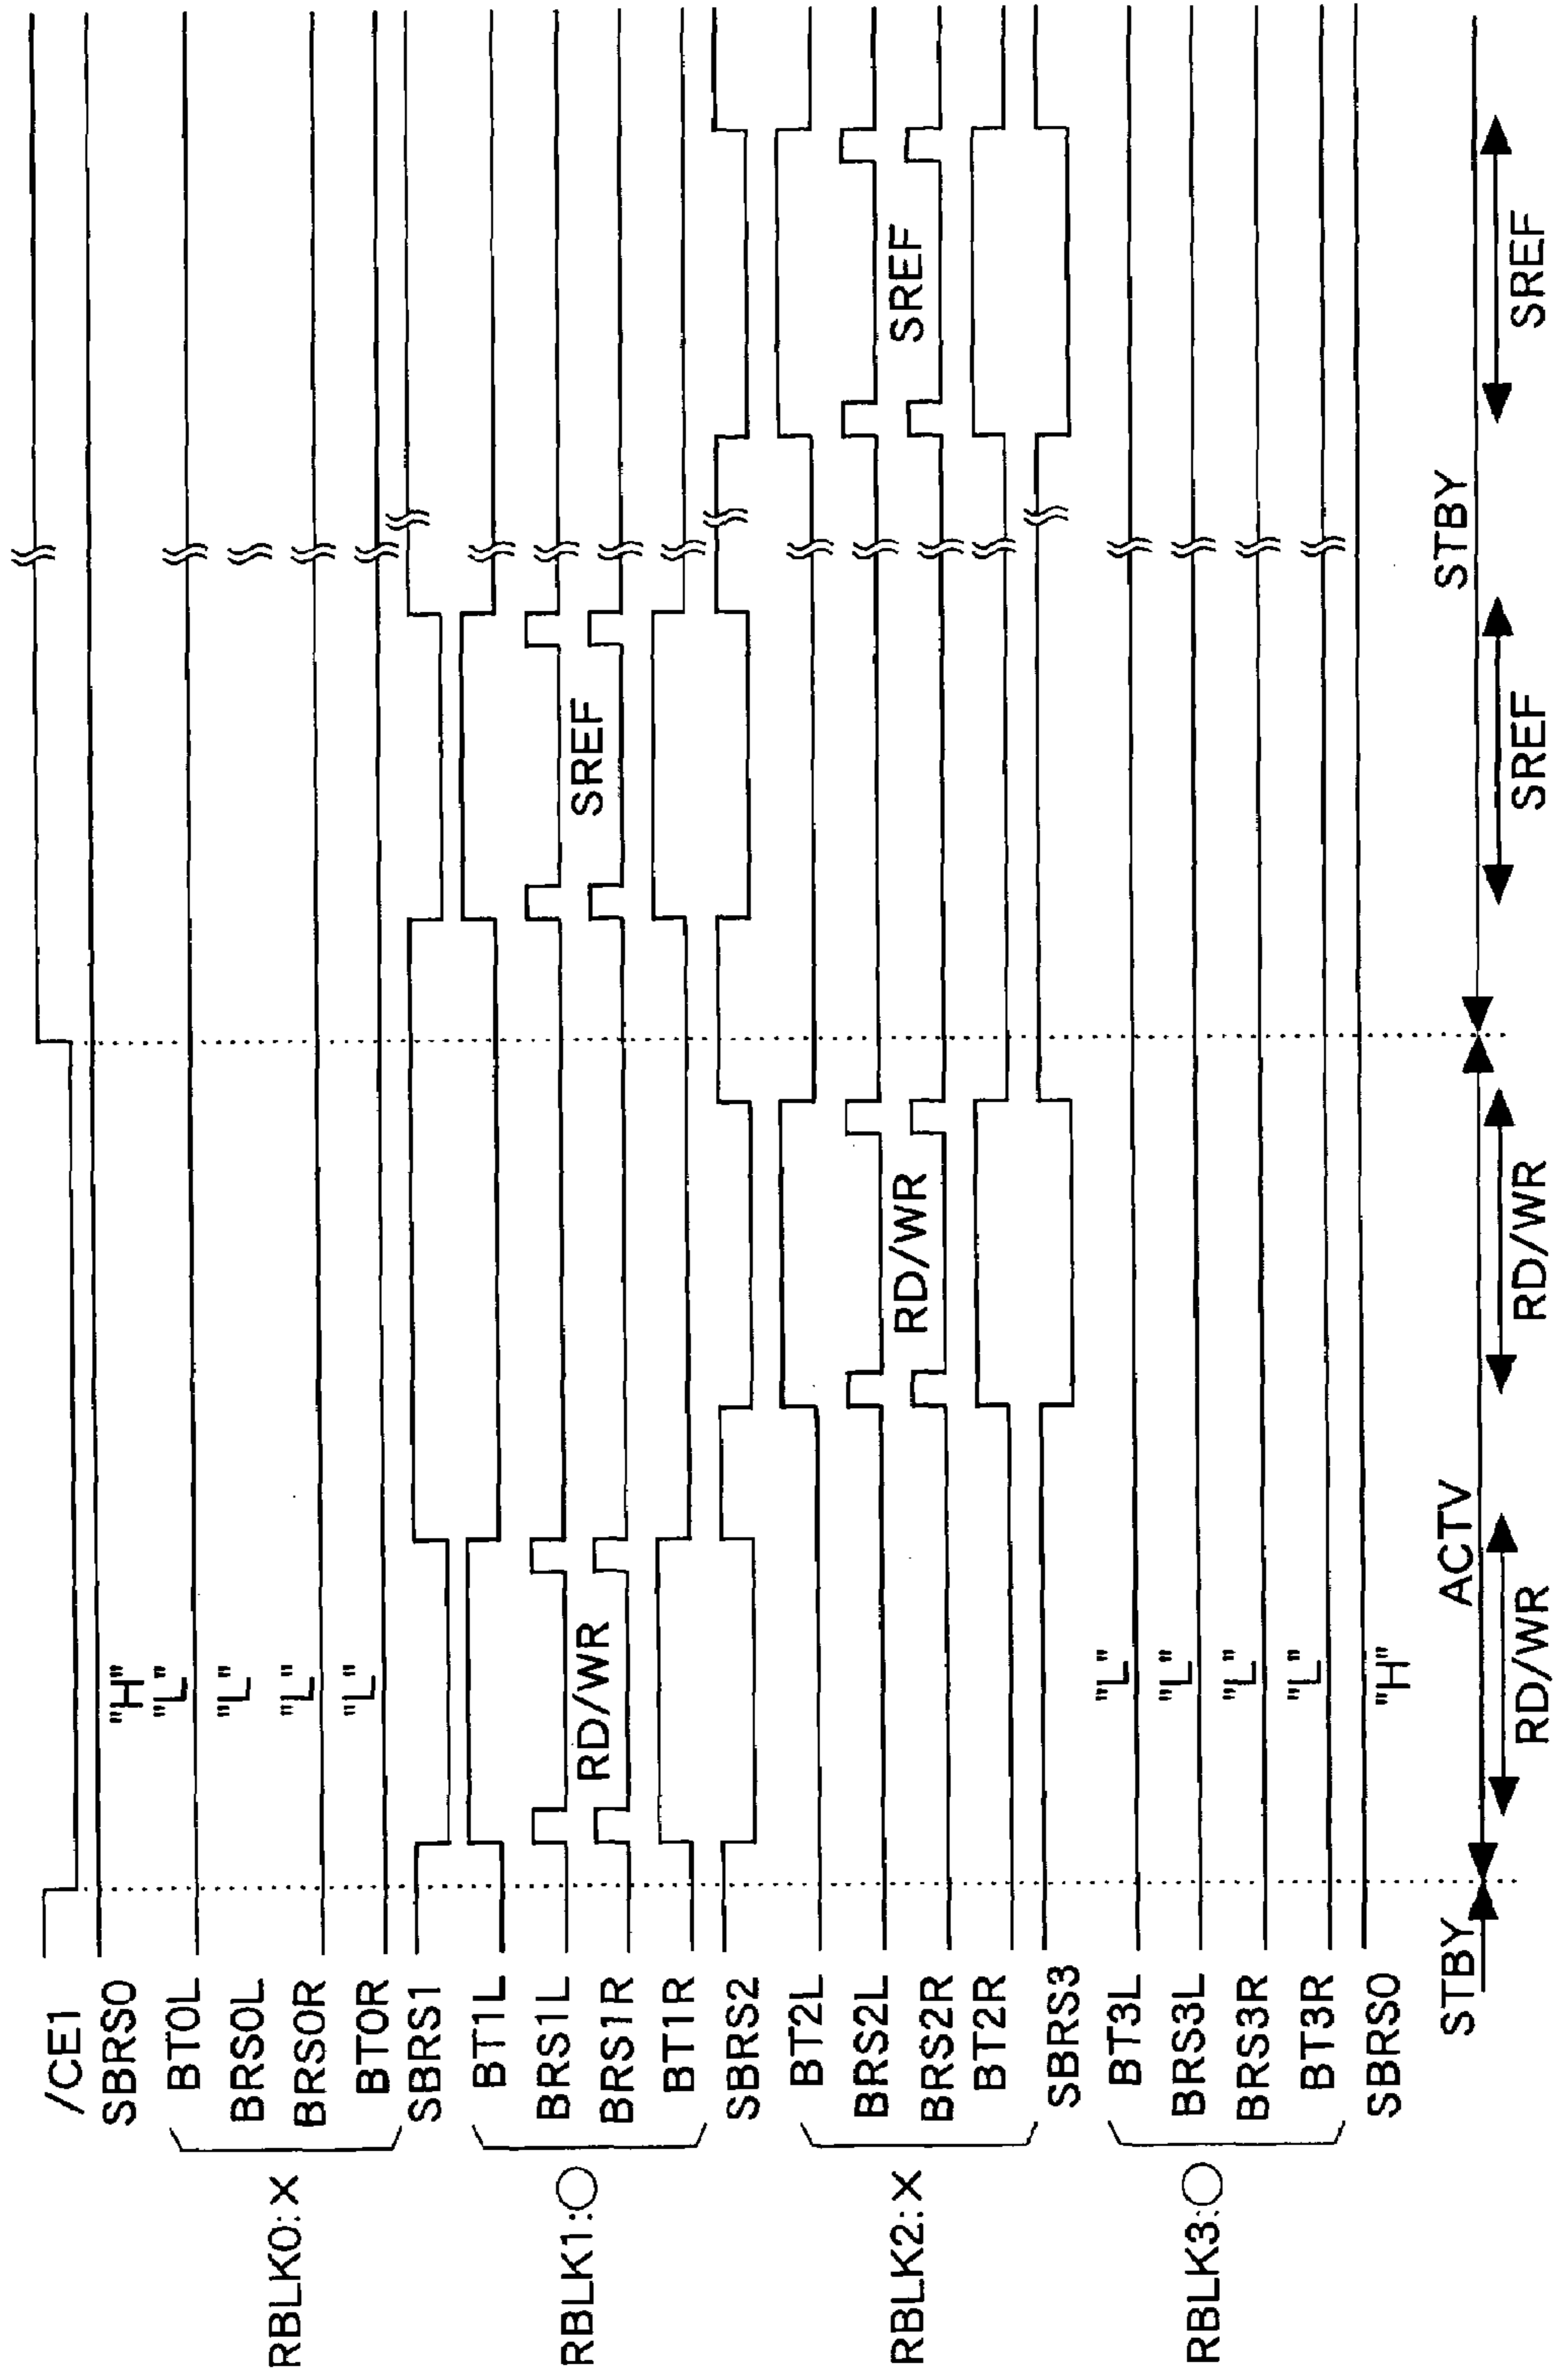 /CE1
SBRS0
"H"
RBLK0:×
BT0L
"L"
BRS0L
"L"
BRS0R
"L"
BT0R
"L"
SBRS1
RBLK1:○
BT1L
BRS1L
BRS1R
RD/WR
SREF
BT1R
SBRS2
RBLK2:×
BT2L
BRS2L
BRS2R
RD/WR
SREF
BT2R
SBRS3
RBLK3:○
BT3L
"L"
BRS3L
"L"
BRS3R
"L"
BT3R
"L"
SBRS0
"H"
STBY
ACTV
STBY
RD/WR
RD/WR
SREF
SREF